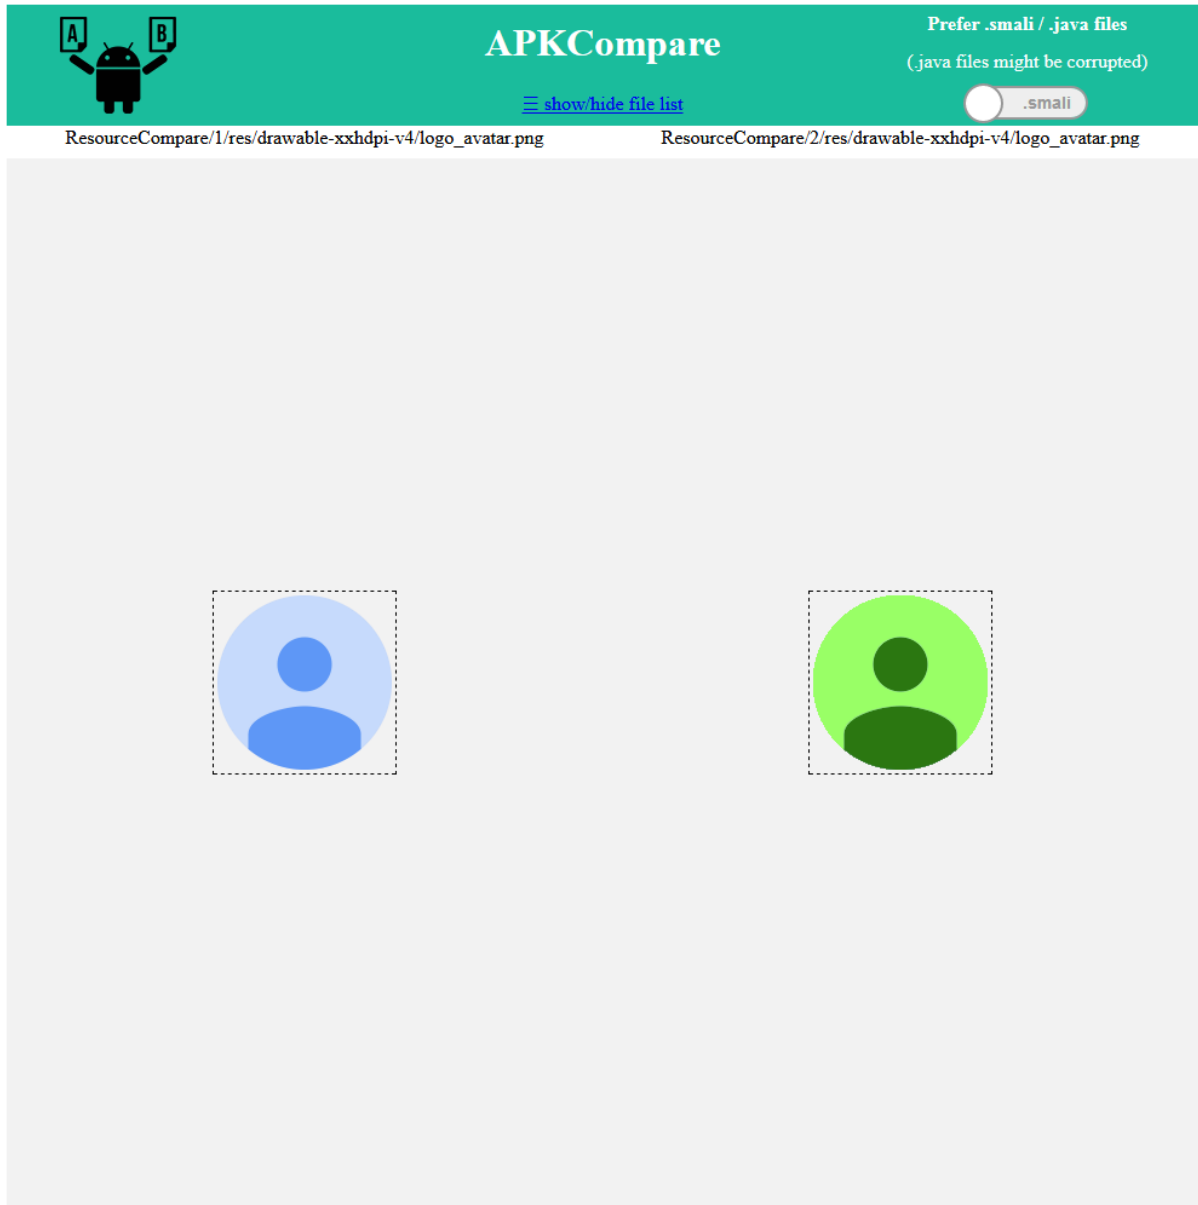 A B
APKCompare
☰ show/hide file list
Prefer .smali / .java files
(.java files might be corrupted)
.smali
ResourceCompare/1/res/drawable-xxhdpi-v4/logo_avatar.png
ResourceCompare/2/res/drawable-xxhdpi-v4/logo_avatar.png